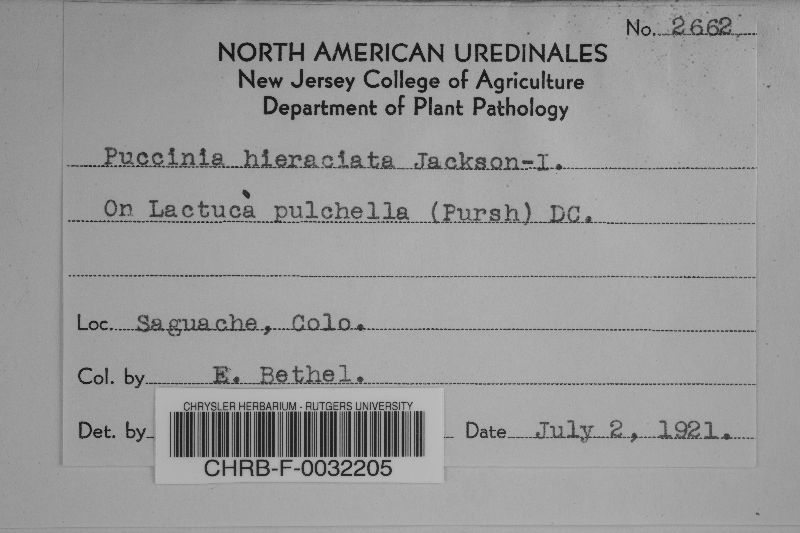 No. 2662
NORTH AMERICAN UREDINALES
New Jersey College of Agriculture
Department of Plant Pathology
Puccinia hieraciata Jackson-I.
On Lactuca pulchella (Pursh) DC.
Loc. Saguache, Colo.
Col. by E. Bethel.
Det. by
Date July 2, 1921.
CHRYSLER HERBARIUM - RUTGERS UNIVERSITY
CHRB-F-0032205